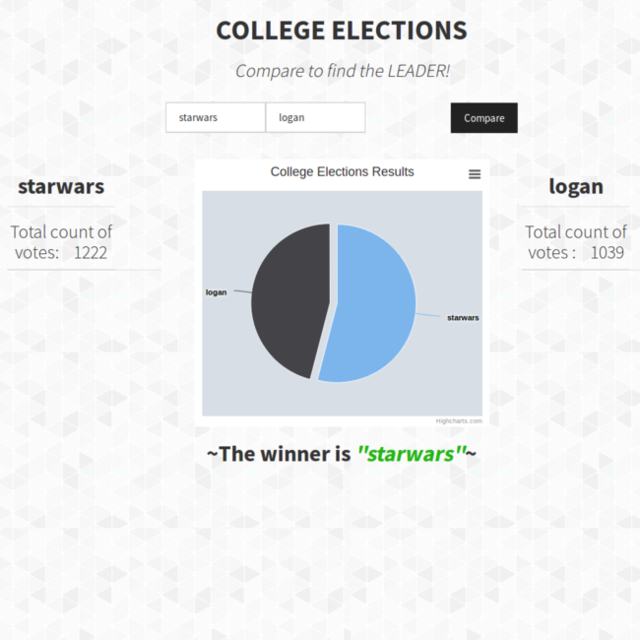 COLLEGE ELECTIONS
Compare to find the LEADER!
starwars
logan
Compare
starwars
Total count of
votes: 1222
College Elections Results
logan
starwars
Highcharts.com
logan
Total count of
votes : 1039
~The winner is "starwars"~